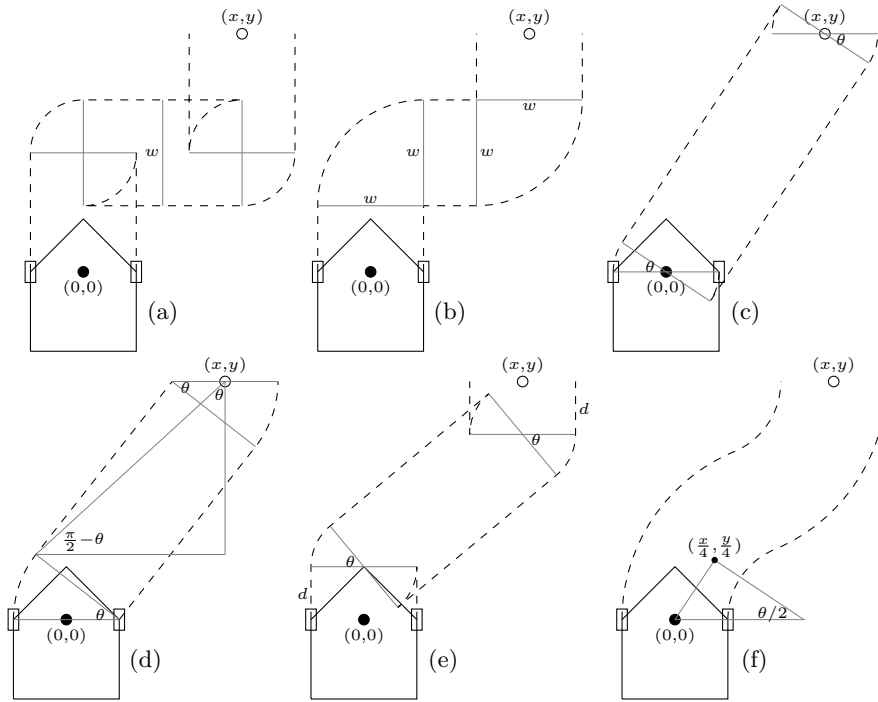 (x,y)
w
(0,0)
(a)
(x,y)
w
w
w
w
(0,0)
(b)
(x,y)
θ
θ
(0,0)
(c)
(x,y)
θ
θ
π/2−θ
θ
(0,0)
(d)
(x,y)
d
θ
θ
d
(0,0)
(e)
(x,y)
(x/4, y/4)
θ/2
(0,0)
(f)